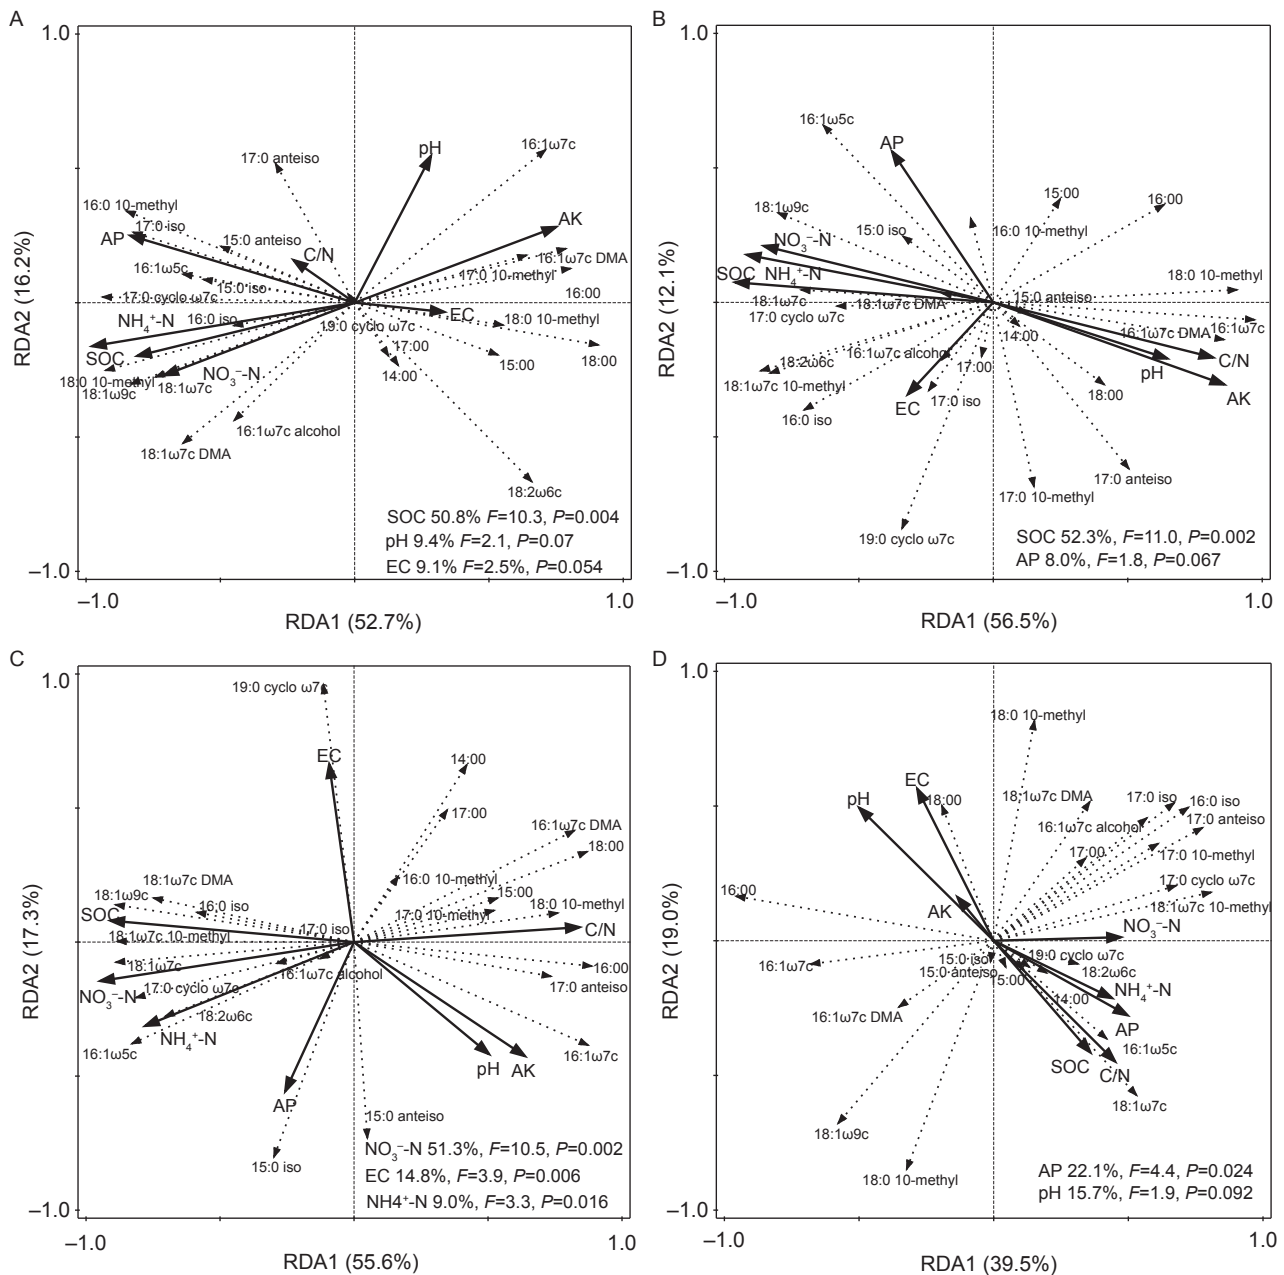 A
1.0
17:0 anteiso
pH
16:1ω7c
16:0 10-methyl
17:0 iso
AP
15:0 anteiso
C/N
AK
16:1ω7c DMA
16:1ω5c
15:0 iso
17:0 10-methyl
16:00
17:0 cyclo ω7c
NH₄⁺-N
16:0 iso
19:0 cyclo ω7c
EC
18:0 10-methyl
SOC
17:00
15:00
18:00
18:0 10-methyl
18:1ω9c
18:1ω7c
NO₃⁻-N
14:00
16:1ω7c alcohol
18:1ω7c DMA
18:2ω6c
SOC 50.8% F=10.3, P=0.004
pH 9.4% F=2.1, P=0.07
EC 9.1% F=2.5%, P=0.054
–1.0
–1.0
1.0
RDA1 (52.7%)
RDA2 (16.2%)
B
1.0
16:1ω5c
AP
15:00
16:00
18:1ω9c
15:0 iso
16:0 10-methyl
NO₃⁻-N
SOC
NH₄⁺-N
18:0 10-methyl
18:1ω7c
18:1ω7c DMA
15:0 anteiso
17:0 cyclo ω7c
14:00
16:1ω7c DMA
16:1ω7c
18:2ω6c
16:1ω7c alcohol
17:00
pH
C/N
18:1ω7c 10-methyl
EC
17:0 iso
18:00
AK
16:0 iso
17:0 anteiso
17:0 10-methyl
19:0 cyclo ω7c
SOC 52.3%, F=11.0, P=0.002
AP 8.0%, F=1.8, P=0.067
–1.0
–1.0
1.0
RDA1 (56.5%)
RDA2 (12.1%)
C
1.0
19:0 cyclo ω7c
EC
14:00
17:00
16:1ω7c DMA
18:00
18:1ω7c DMA
16:0 10-methyl
18:1ω9c
16:0 iso
15:00
SOC
17:0 10-methyl
18:0 10-methyl
17:0 iso
C/N
18:1ω7c 10-methyl
18:1ω7c
16:1ω7c alcohol
16:00
NO₃⁻-N
17:0 cyclo ω7c
17:0 anteiso
18:2ω6c
NH₄⁺-N
16:1ω5c
16:1ω7c
pH
AK
AP
15:0 anteiso
15:0 iso
NO₃⁻-N 51.3%, F=10.5, P=0.002
EC 14.8%, F=3.9, P=0.006
NH4⁺-N 9.0%, F=3.3, P=0.016
–1.0
–1.0
1.0
RDA1 (55.6%)
RDA2 (17.3%)
D
1.0
18:0 10-methyl
EC
pH
18:00
18:1ω7c DMA
17:0 iso
16:0 iso
16:1ω7c alcohol
17:0 anteiso
17:00
17:0 10-methyl
16:00
17:0 cyclo ω7c
AK
18:1ω7c 10-methyl
NO₃⁻-N
16:1ω7c
15:0 iso
19:0 cyclo ω7c
15:0 anteiso
15:00
18:2ω6c
NH₄⁺-N
14:00
16:1ω7c DMA
AP
16:1ω5c
SOC
C/N
18:1ω7c
18:1ω9c
18:0 10-methyl
AP 22.1%, F=4.4, P=0.024
pH 15.7%, F=1.9, P=0.092
–1.0
–1.0
1.0
RDA1 (39.5%)
RDA2 (19.0%)